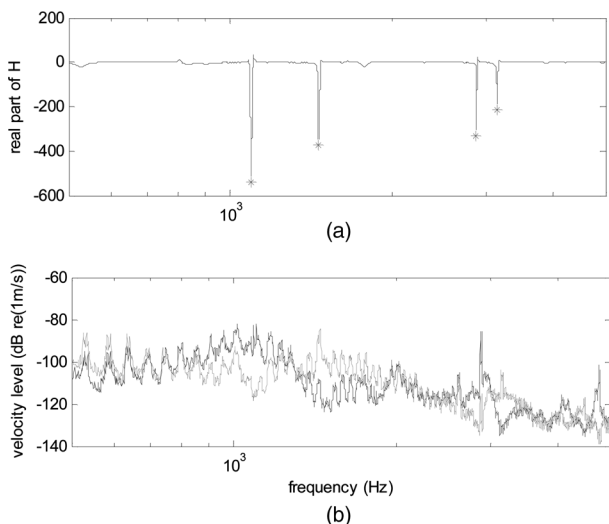 200
0
-200
-400
-600
real part of H
10³
(a)
-60
-80
-100
-120
-140
velocity level (dB re(1m/s))
10³
frequency (Hz)
(b)